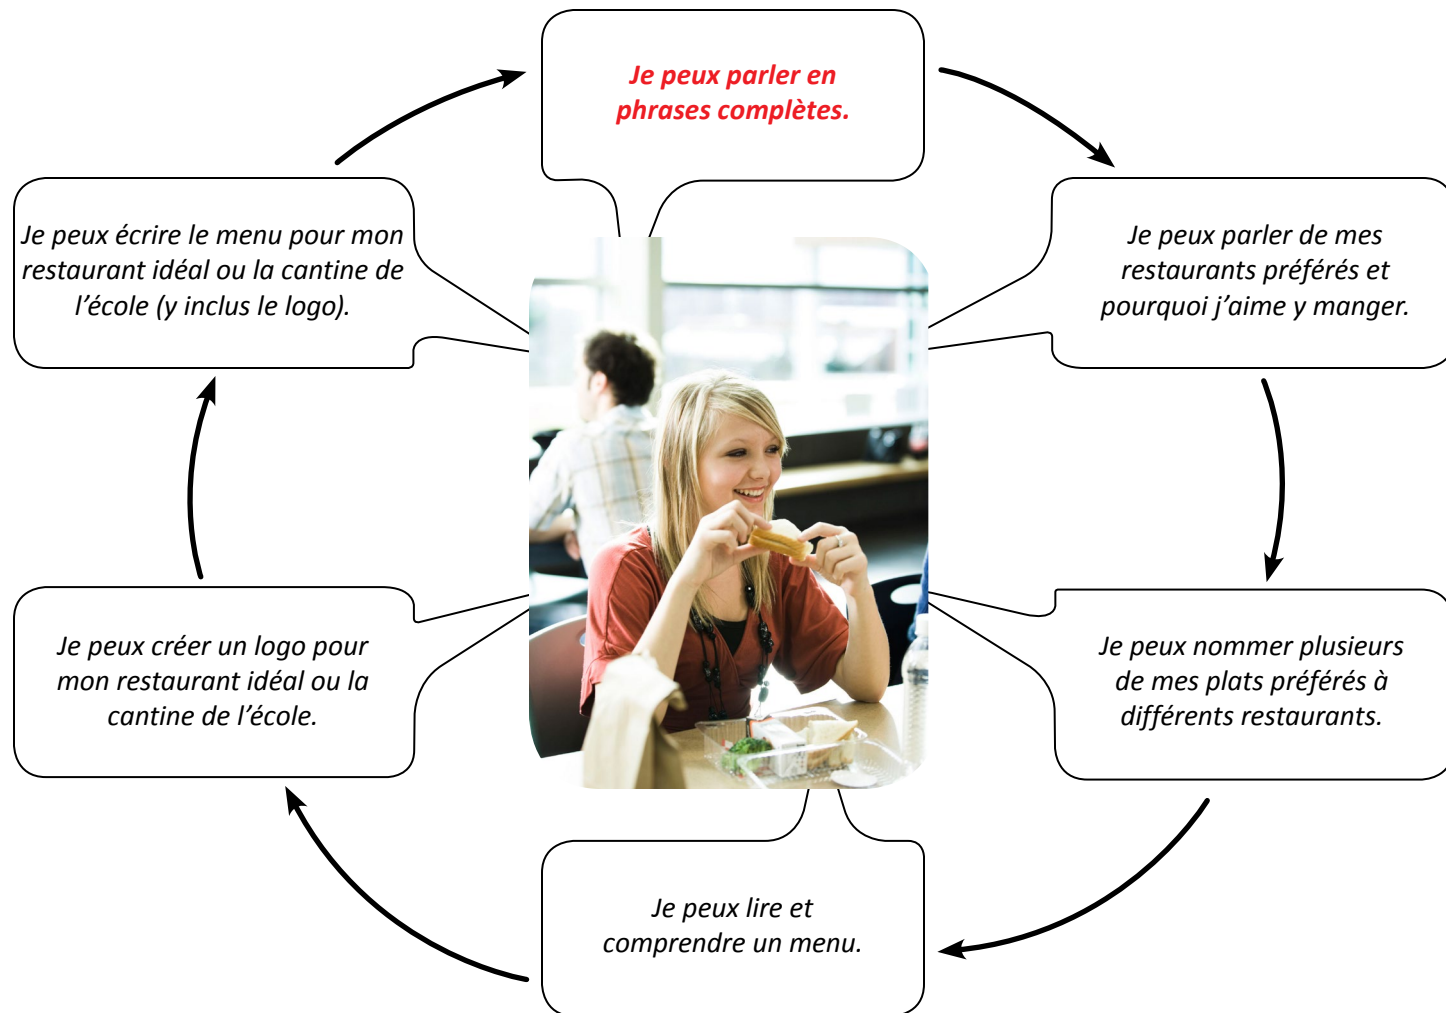 Je peux parler en
phrases complètes.
Je peux parler de mes
restaurants préférés et
pourquoi j’aime y manger.
Je peux nommer plusieurs
de mes plats préférés à
différents restaurants.
Je peux lire et
comprendre un menu.
Je peux créer un logo pour
mon restaurant idéal ou la
cantine de l’école.
Je peux écrire le menu pour mon
restaurant idéal ou la cantine de
l’école (y inclus le logo).